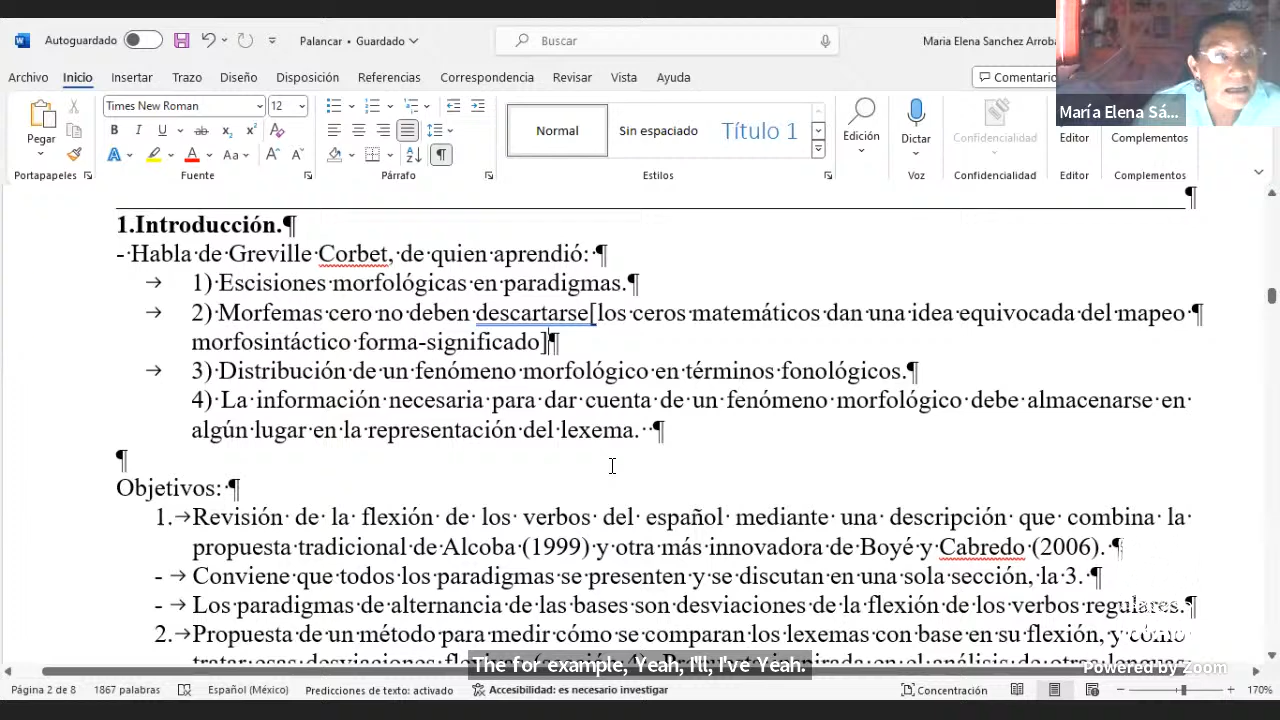 Autoguardado
Palancar • Guardado
Buscar
Maria Elena Sanchez Arroba
Archivo Inicio Insertar Trazo Diseño Disposición Referencias Correspondencia Revisar Vista Ayuda
Comentarios
María Elena Sá...
Pegar
Times New Roman 12
N K S ab x₂ x²
A Aa A A
Normal
Sin espaciado
Título 1
Edición
Dictar
Confidencialidad
Editor
Complementos
Portapapeles Fuente Párrafo Estilos Voz Confidencialidad Editor Complementos
1.Introducción.¶
- Habla de Greville Corbet, de quien aprendió: ¶
→ 1) Escisiones morfológicas en paradigmas.¶
→ 2) Morfemas cero no deben descartarse[los ceros matemáticos dan una idea equivocada del mapeo ¶
morfosintáctico forma-significado]¶
→ 3) Distribución de un fenómeno morfológico en términos fonológicos.¶
4) La información necesaria para dar cuenta de un fenómeno morfológico debe almacenarse en
algún lugar en la representación del lexema. ¶
¶
Objetivos: ¶
1.→Revisión de la flexión de los verbos del español mediante una descripción que combina la
propuesta tradicional de Alcoba (1999) y otra más innovadora de Boyé y Cabredo (2006). ¶
- → Conviene que todos los paradigmas se presenten y se discutan en una sola sección, la 3. ¶
- → Los paradigmas de alternancia de las bases son desviaciones de la flexión de los verbos regulares.¶
2.→Propuesta de un método para medir cómo se comparan los lexemas con base en su flexión, y cómo
The for example, Yeah, I'll, I've Yeah.
Powered by Zoom
Página 2 de 8 1867 palabras Español (México) Predicciones de texto: activado Accesibilidad: es necesario investigar Concentración 170%